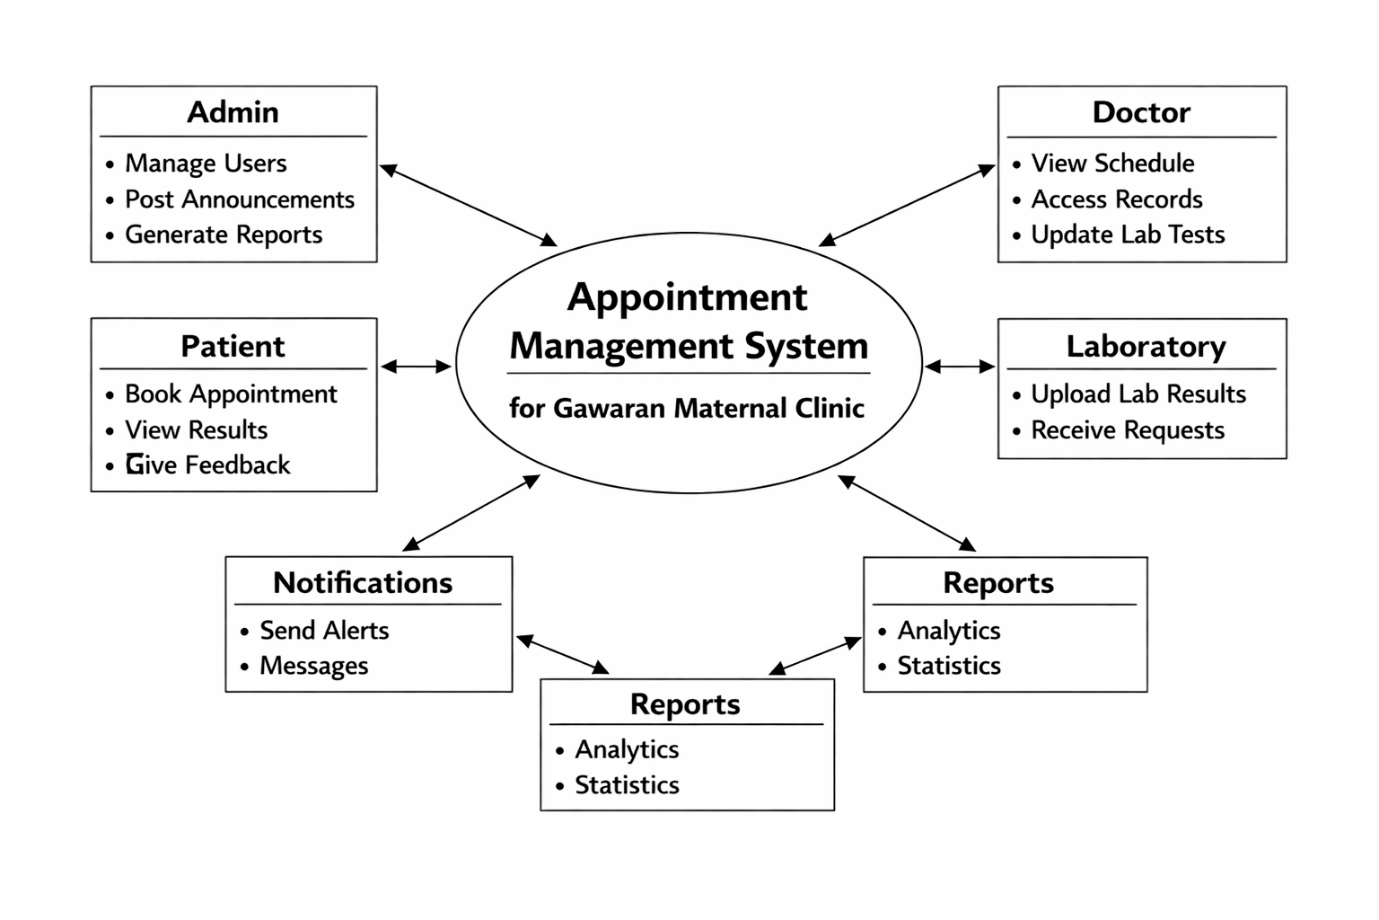 Admin
• Manage Users
• Post Announcements
• Generate Reports
Doctor
• View Schedule
• Access Records
• Update Lab Tests
Appointment
Management System
for Gawaran Maternal Clinic
Patient
• Book Appointment
• View Results
• Give Feedback
Laboratory
• Upload Lab Results
• Receive Requests
Notifications
• Send Alerts
• Messages
Reports
• Analytics
• Statistics
Reports
• Analytics
• Statistics